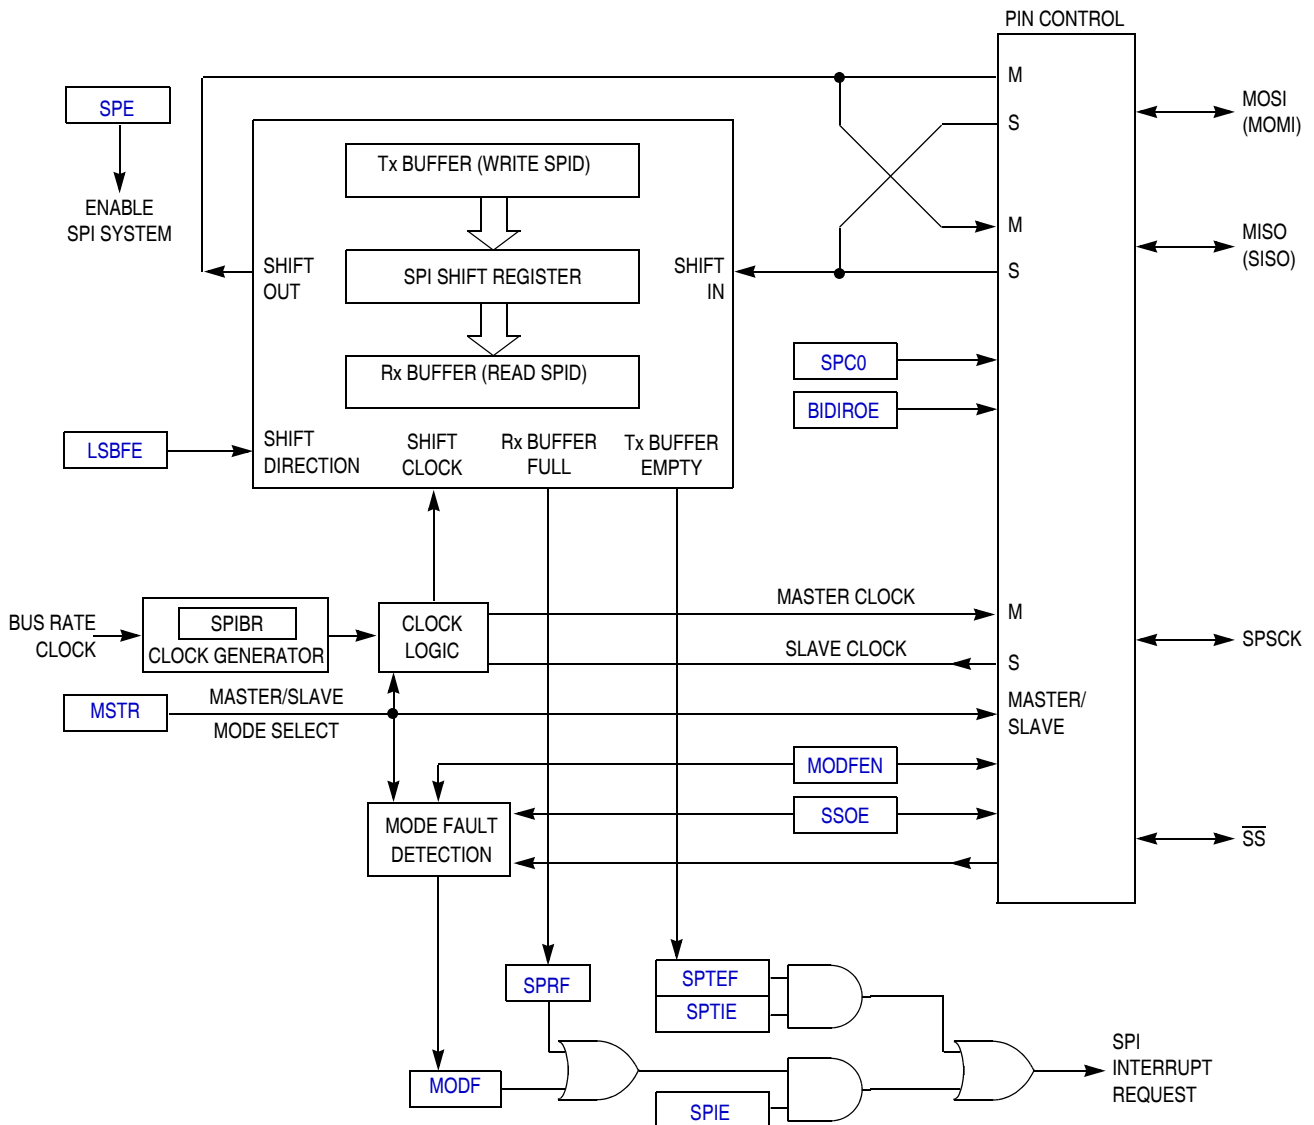 PIN CONTROL
M
S
M
S
MOSI
(MOMI)
MISO
(SISO)
SPE
ENABLE
SPI SYSTEM
Tx BUFFER (WRITE SPID)
SHIFT
OUT
SPI SHIFT REGISTER
SHIFT
IN
Rx BUFFER (READ SPID)
SPC0
BIDIROE
LSBFE
SHIFT
DIRECTION
SHIFT
CLOCK
Rx BUFFER
FULL
Tx BUFFER
EMPTY
BUS RATE
CLOCK
SPIBR
CLOCK GENERATOR
CLOCK
LOGIC
MASTER CLOCK
M
SLAVE CLOCK
S
SPSCK
MSTR
MASTER/SLAVE
MODE SELECT
MASTER/
SLAVE
MODFEN
SSOE
MODE FAULT
DETECTION
SS
SPRF
SPTEF
SPTIE
MODF
SPIE
SPI
INTERRUPT
REQUEST